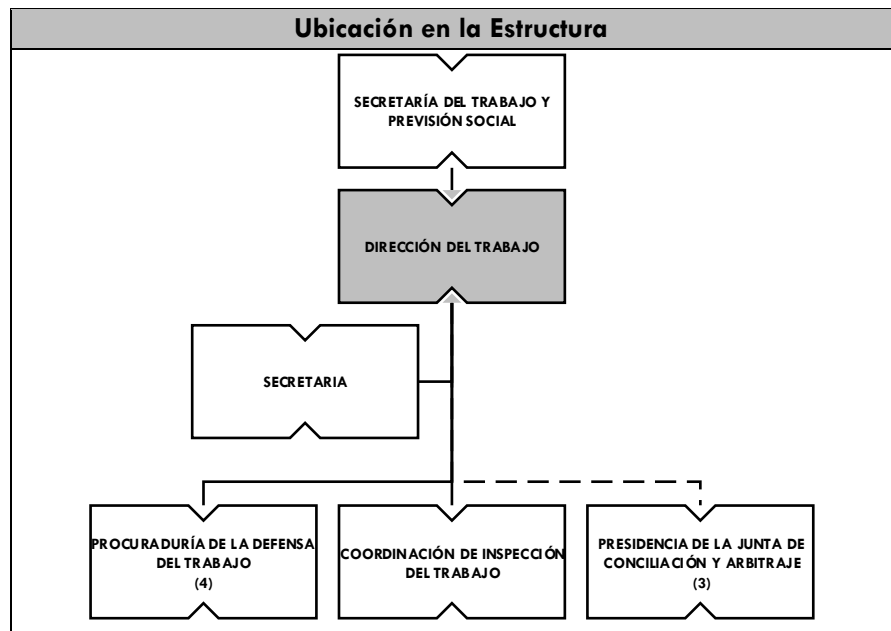 Ubicación en la Estructura
SECRETARÍA DEL TRABAJO Y
PREVISIÓN SOCIAL
DIRECCIÓN DEL TRABAJO
SECRETARIA
PROCURADURÍA DE LA DEFENSA
DEL TRABAJO
(4)
COORDINACIÓN DE INSPECCIÓN
DEL TRABAJO
PRESIDENCIA DE LA JUNTA DE
CONCILIACIÓN Y ARBITRAJE
(3)